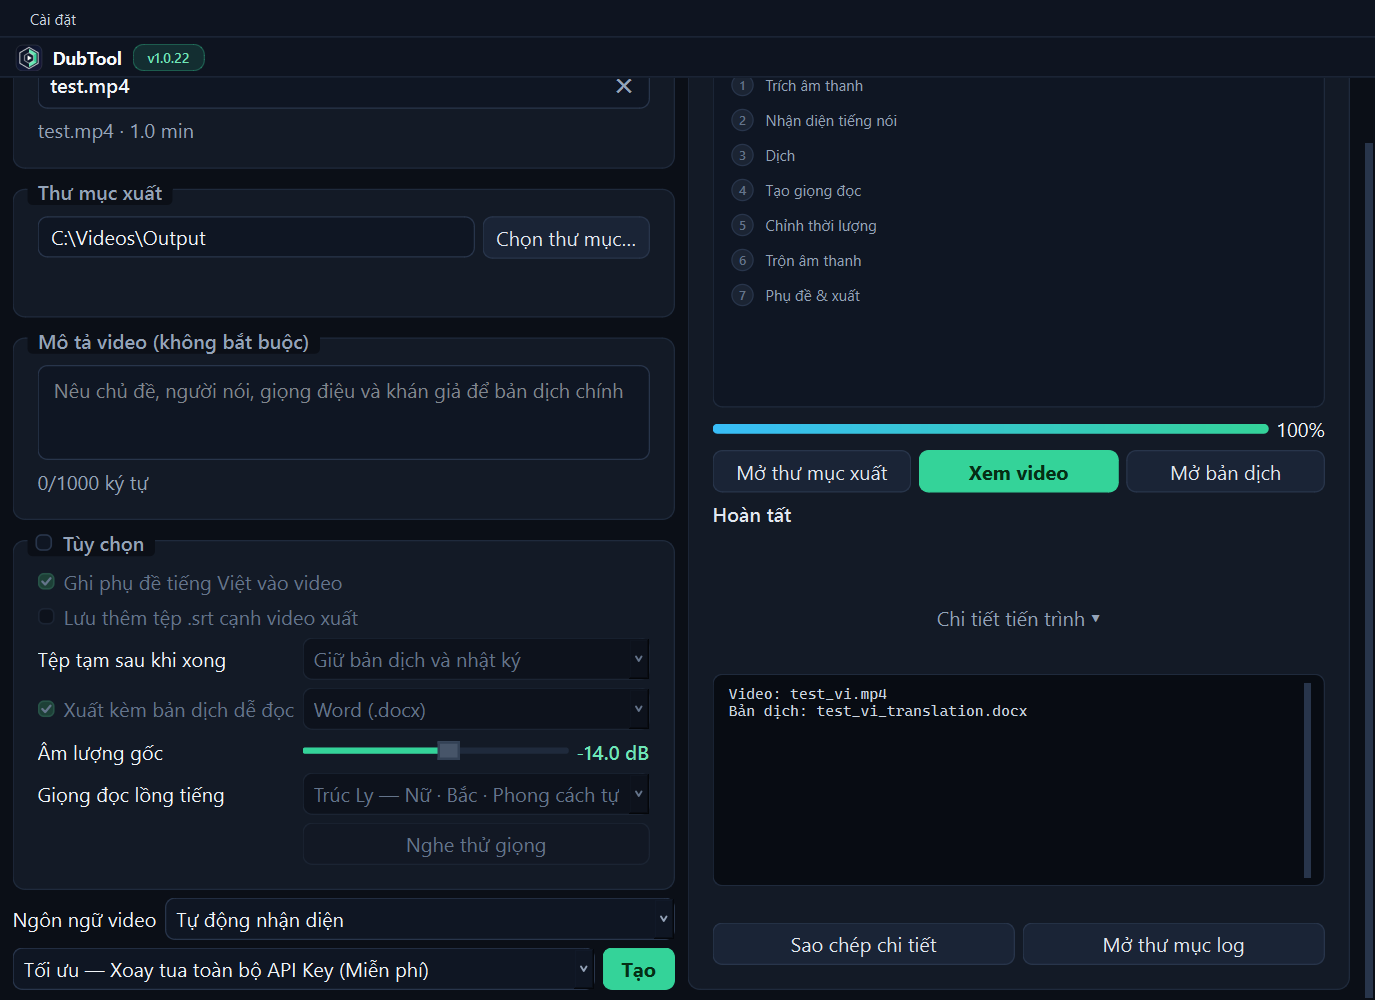 Cài đặt
DubTool v1.0.22
test.mp4
test.mp4 · 1.0 min
Thư mục xuất
C:\Videos\Output
Chọn thư mục...
Mô tả video (không bắt buộc)
Nêu chủ đề, người nói, giọng điệu và khán giả để bản dịch chính
0/1000 ký tự
Tùy chọn
Ghi phụ đề tiếng Việt vào video
Lưu thêm tệp .srt cạnh video xuất
Tệp tạm sau khi xong
Giữ bản dịch và nhật ký
Xuất kèm bản dịch dễ đọc
Word (.docx)
Âm lượng gốc
-14.0 dB
Giọng đọc lồng tiếng
Trúc Ly — Nữ · Bắc · Phong cách tự
Nghe thử giọng
Ngôn ngữ video
Tự động nhận diện
Tối ưu — Xoay tua toàn bộ API Key (Miễn phí)
Tạo
1 Trích âm thanh
2 Nhận diện tiếng nói
3 Dịch
4 Tạo giọng đọc
5 Chỉnh thời lượng
6 Trộn âm thanh
7 Phụ đề & xuất
100%
Mở thư mục xuất
Xem video
Mở bản dịch
Hoàn tất
Chi tiết tiến trình
Video: test_vi.mp4
Bản dịch: test_vi_translation.docx
Sao chép chi tiết
Mở thư mục log